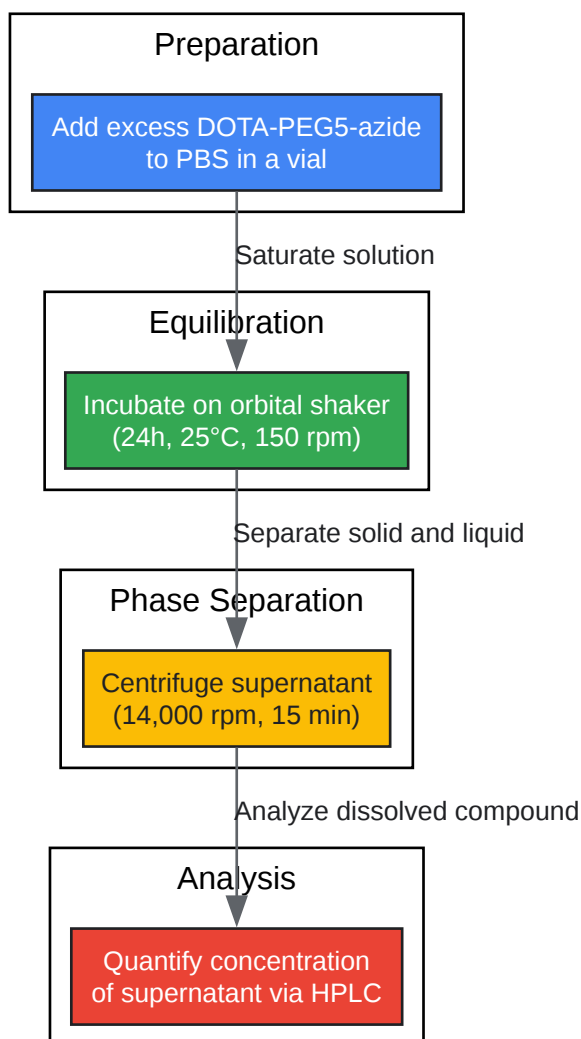 Preparation
Add excess DOTA-PEG5-azide
to PBS in a vial
Saturate solution
Equilibration
Incubate on orbital shaker
(24h, 25°C, 150 rpm)
Separate solid and liquid
Phase Separation
Centrifuge supernatant
(14,000 rpm, 15 min)
Analyze dissolved compound
Analysis
Quantify concentration
of supernatant via HPLC